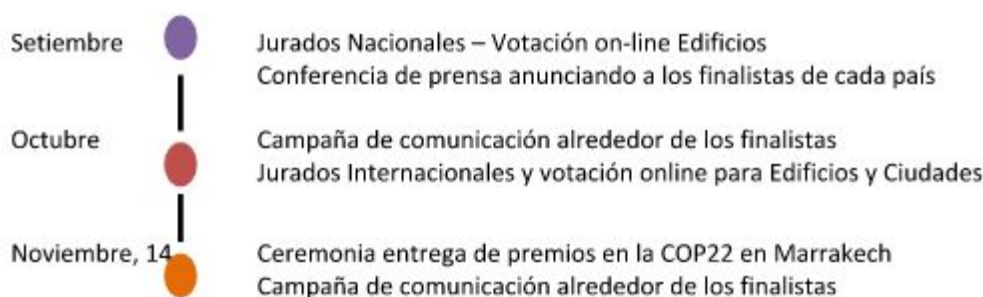 Setiembre Jurados Nacionales – Votación on-line Edificios
Conferencia de prensa anunciando a los finalistas de cada país
Octubre Campaña de comunicación alrededor de los finalistas
Jurados Internacionales y votación online para Edificios y Ciudades
Noviembre, 14 Ceremonia entrega de premios en la COP22 en Marrakech
Campaña de comunicación alrededor de los finalistas